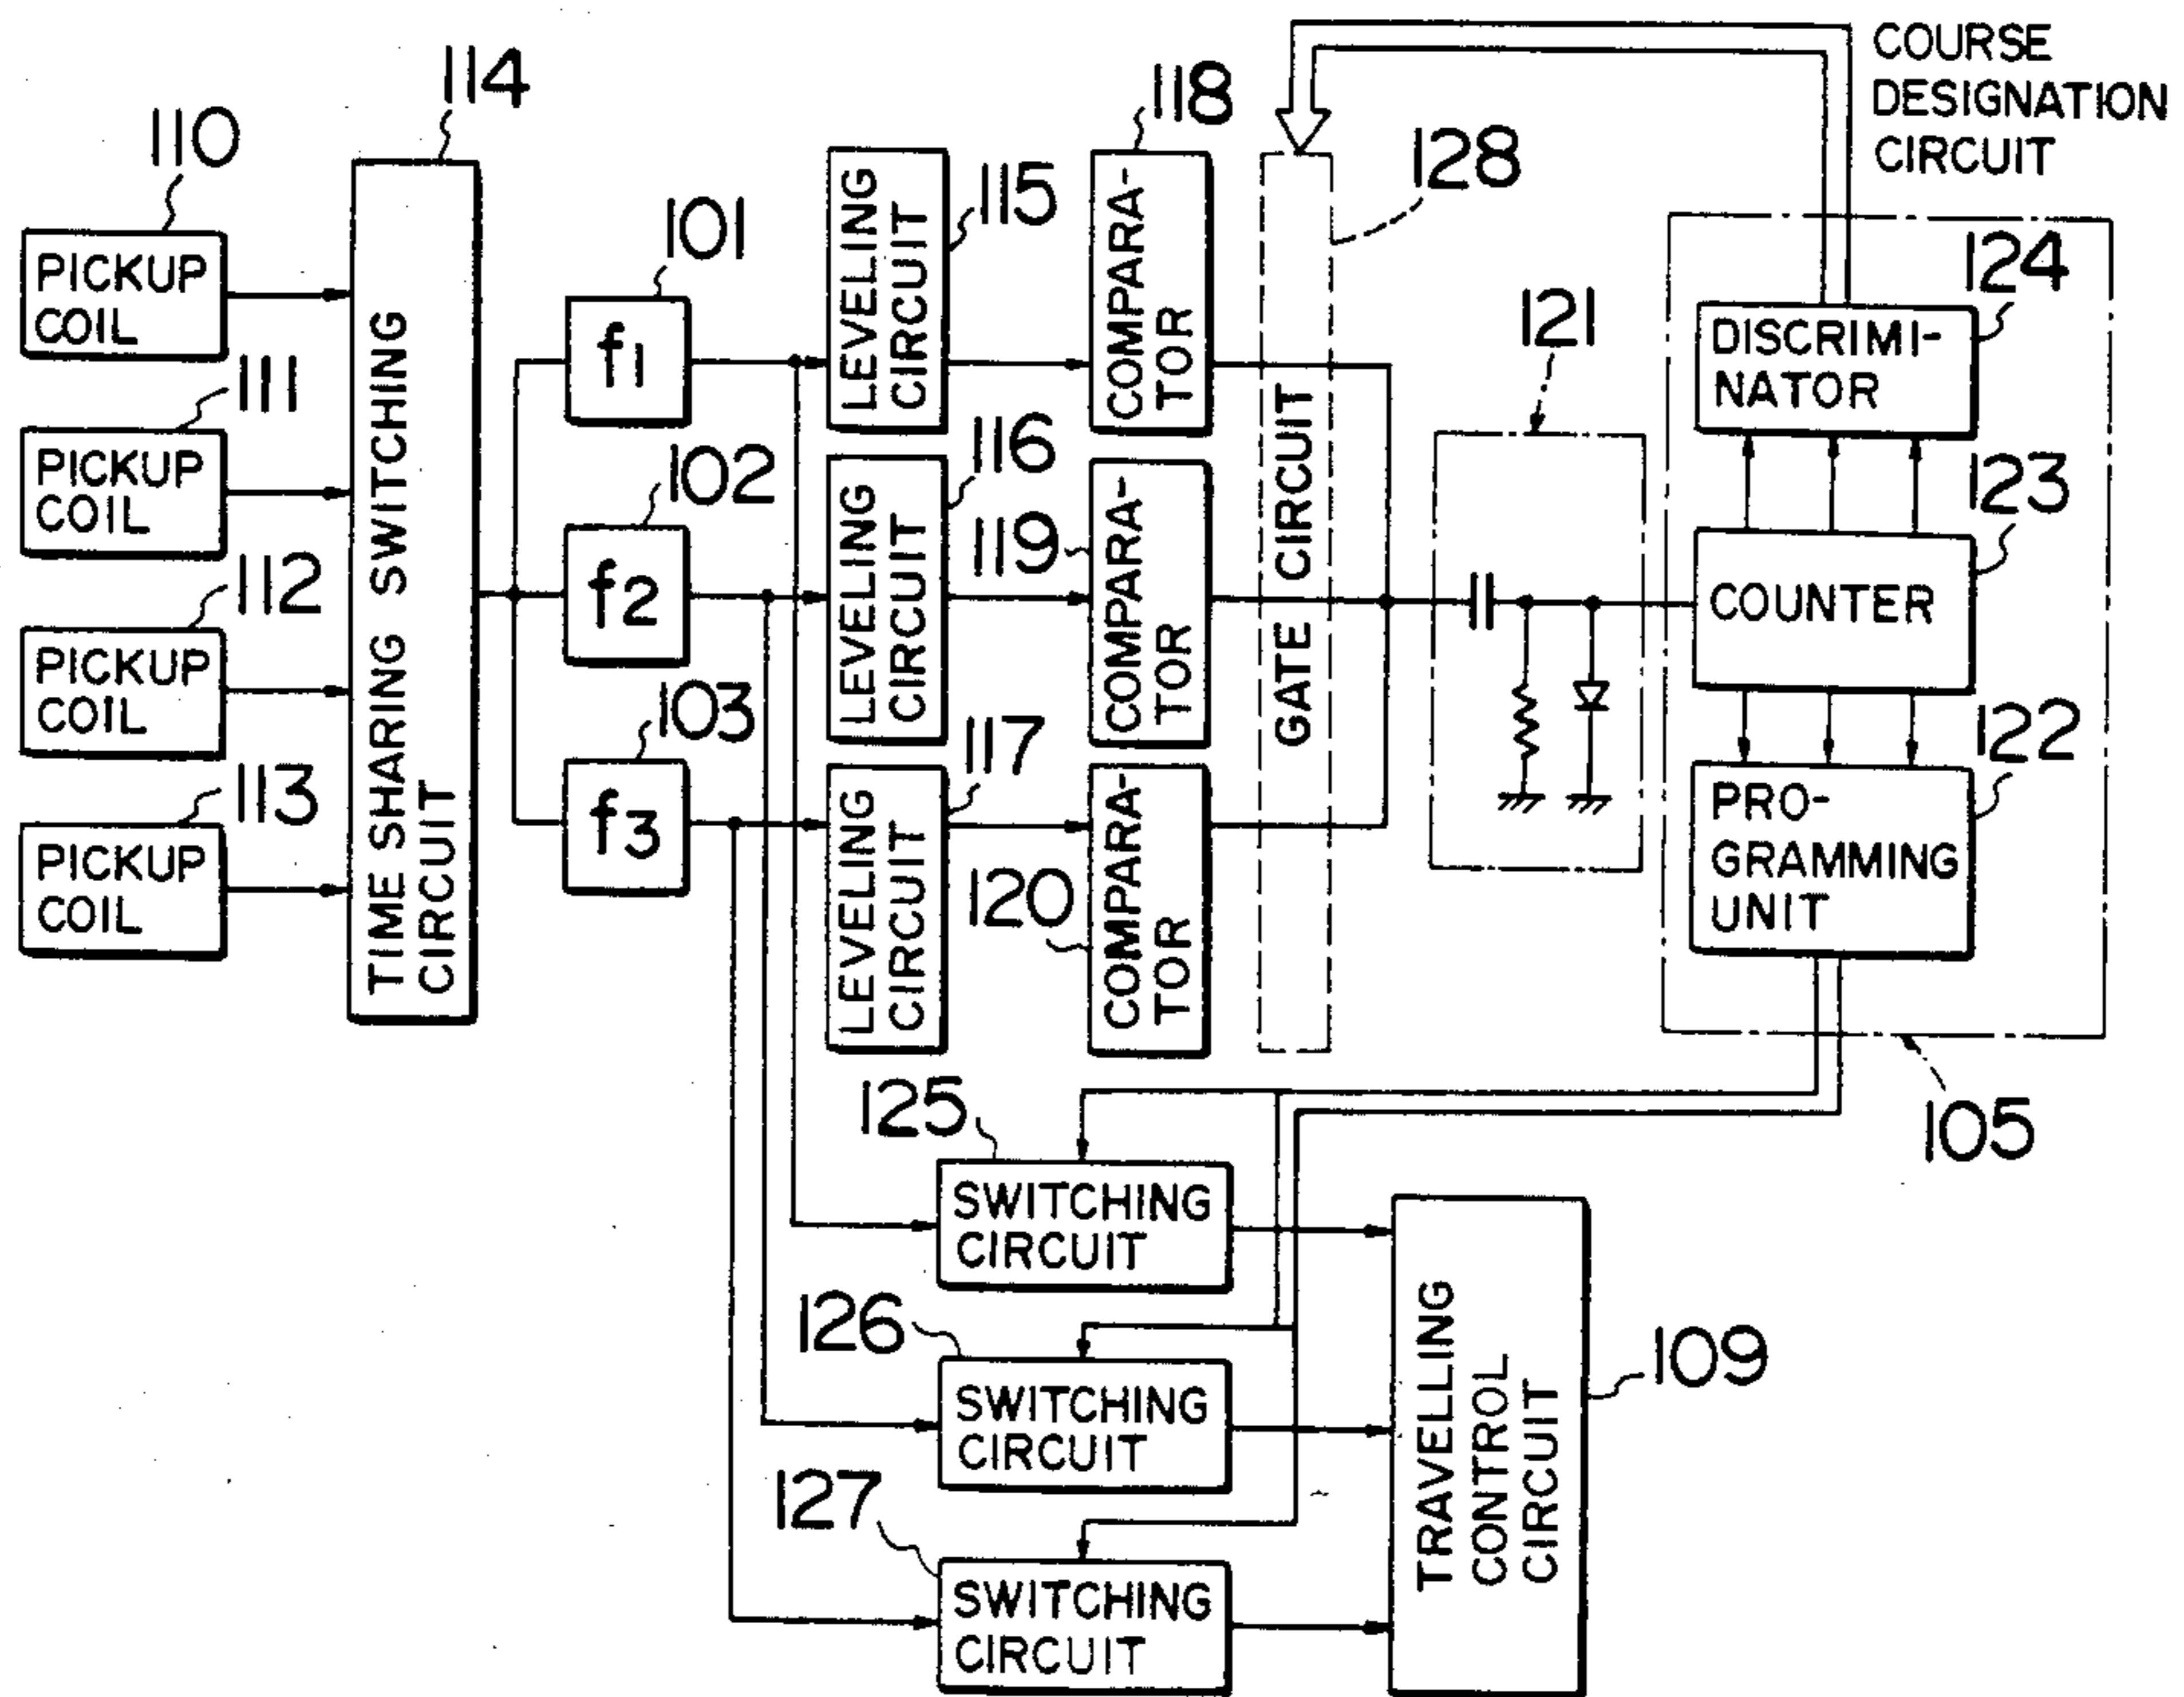 COURSE
DESIGNATION
CIRCUIT
114
118
110
128
101
115
124
PICKUP
COIL
121
f1
LEVELING
CIRCUIT
COMPARA-
TOR
DISCRIMI-
NATOR
111
PICKUP
COIL
TIME SHARING SWITCHING
CIRCUIT
102
116
119
123
f2
LEVELING
CIRCUIT
COMPARA-
TOR
GATE CIRCUIT
COUNTER
112
PICKUP
COIL
103
117
122
113
PICKUP
COIL
f3
LEVELING
CIRCUIT
120
COMPARA-
TOR
PRO-
GRAMMING
UNIT
125
105
SWITCHING
CIRCUIT
126
109
SWITCHING
CIRCUIT
TRAVELLING
CONTROL
CIRCUIT
127
SWITCHING
CIRCUIT